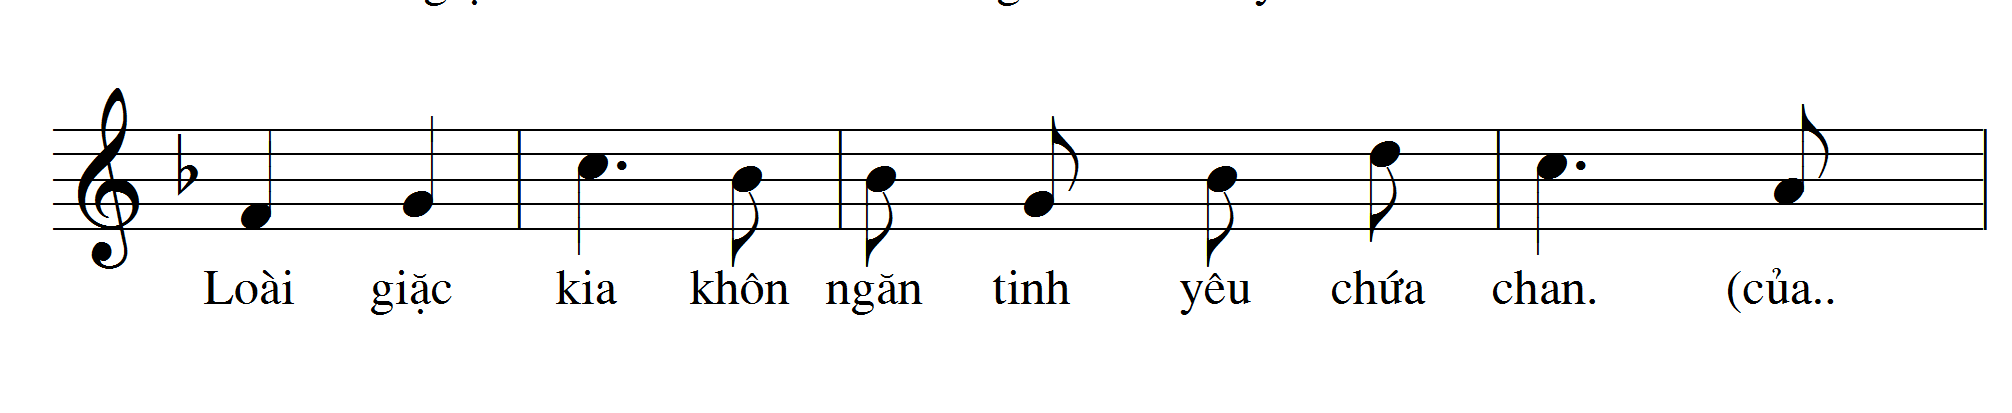 Loài giặc kia khôn ngăn tinh yêu chứa chan. (của..